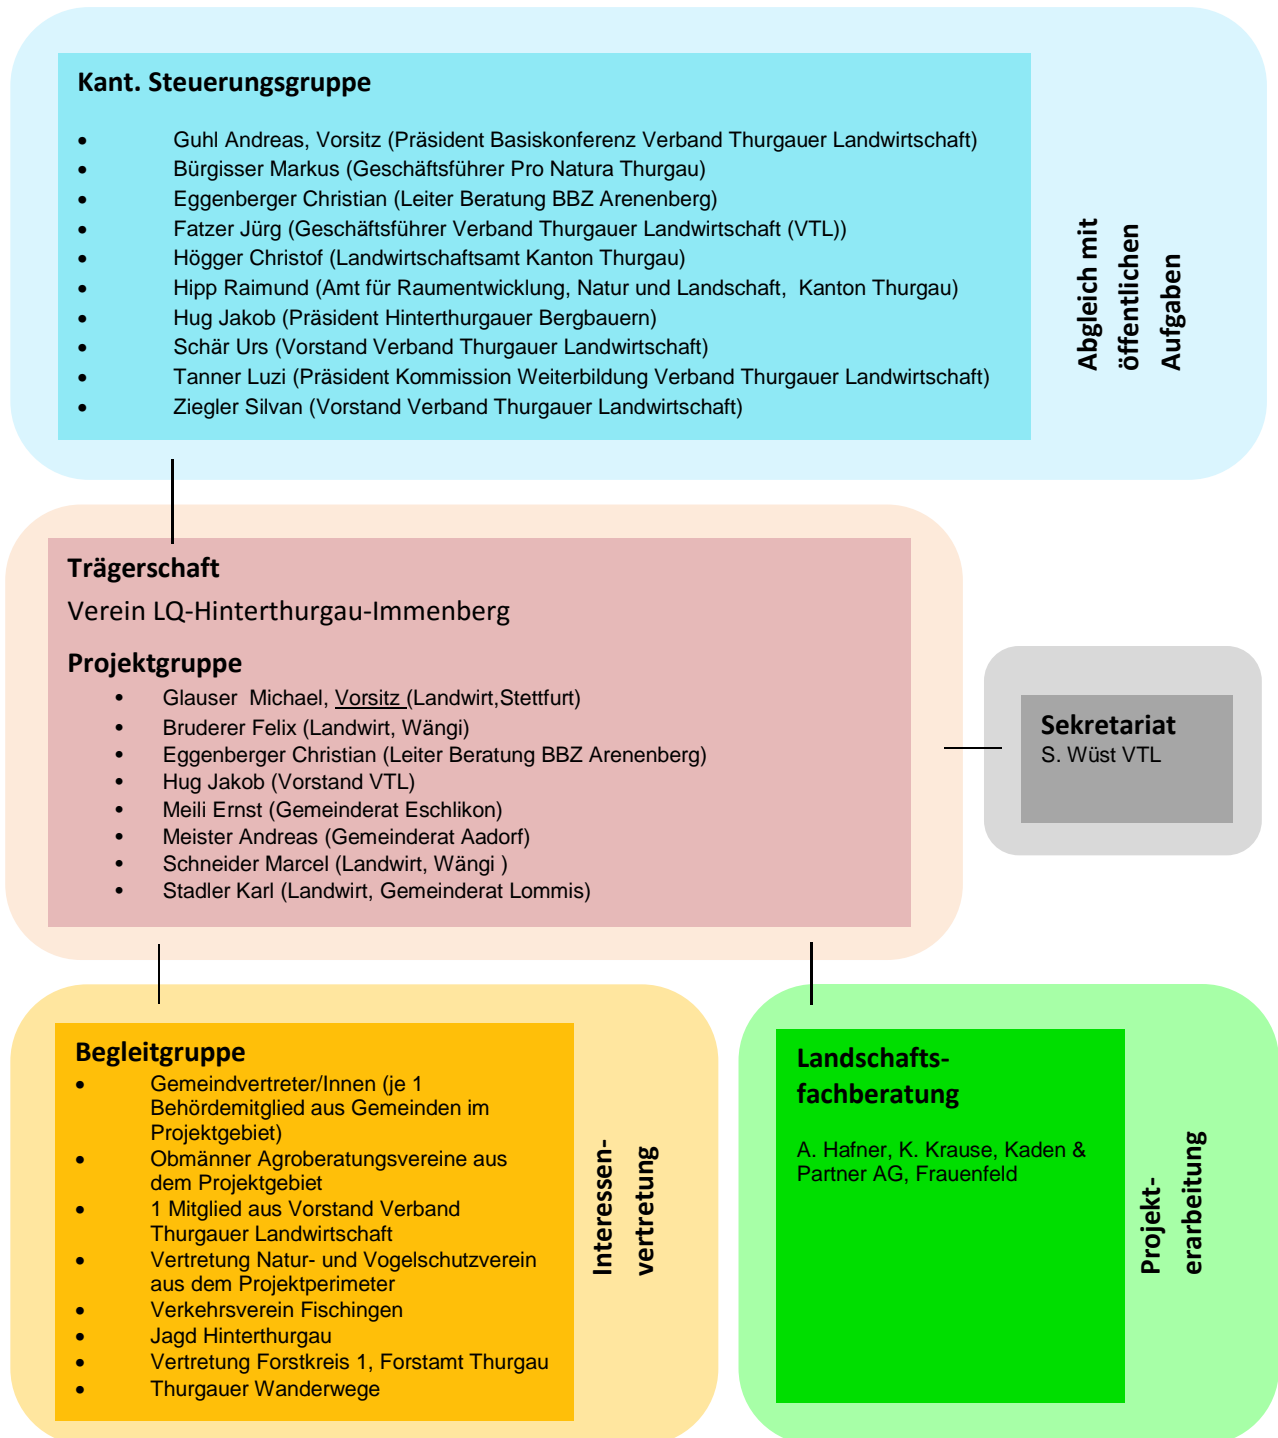 Kant. Steuerungsgruppe
• Guhl Andreas, Vorsitz (Präsident Basiskonferenz Verband Thurgauer Landwirtschaft)
• Bürgisser Markus (Geschäftsführer Pro Natura Thurgau)
• Eggenberger Christian (Leiter Beratung BBZ Arenenberg)
• Fatzer Jürg (Geschäftsführer Verband Thurgauer Landwirtschaft (VTL))
• Högger Christof (Landwirtschaftsamt Kanton Thurgau)
• Hipp Raimund (Amt für Raumentwicklung, Natur und Landschaft, Kanton Thurgau)
• Hug Jakob (Präsident Hinterthurgauer Bergbauern)
• Schär Urs (Vorstand Verband Thurgauer Landwirtschaft)
• Tanner Luzi (Präsident Kommission Weiterbildung Verband Thurgauer Landwirtschaft)
• Ziegler Silvan (Vorstand Verband Thurgauer Landwirtschaft)
Abgleich mit
öffentlichen
Aufgaben
Trägerschaft
Verein LQ-Hinterthurgau-Immenberg
Projektgruppe
• Glauser Michael, Vorsitz (Landwirt,Stettfurt)
• Bruderer Felix (Landwirt, Wängi)
• Eggenberger Christian (Leiter Beratung BBZ Arenenberg)
• Hug Jakob (Vorstand VTL)
• Meili Ernst (Gemeinderat Eschlikon)
• Meister Andreas (Gemeinderat Aadorf)
• Schneider Marcel (Landwirt, Wängi )
• Stadler Karl (Landwirt, Gemeinderat Lommis)
Sekretariat
S. Wüst VTL
Begleitgruppe
• Gemeindvertreter/Innen (je 1
Behördemitglied aus Gemeinden im
Projektgebiet)
• Obmänner Agroberatungsvereine aus
dem Projektgebiet
• 1 Mitglied aus Vorstand Verband
Thurgauer Landwirtschaft
• Vertretung Natur- und Vogelschutzverein
aus dem Projektperimeter
• Verkehrsverein Fischingen
• Jagd Hinterthurgau
• Vertretung Forstkreis 1, Forstamt Thurgau
• Thurgauer Wanderwege
Interessen-
vertretung
Landschafts-
fachberatung
A. Hafner, K. Krause, Kaden &
Partner AG, Frauenfeld
Projekt-
erarbeitung